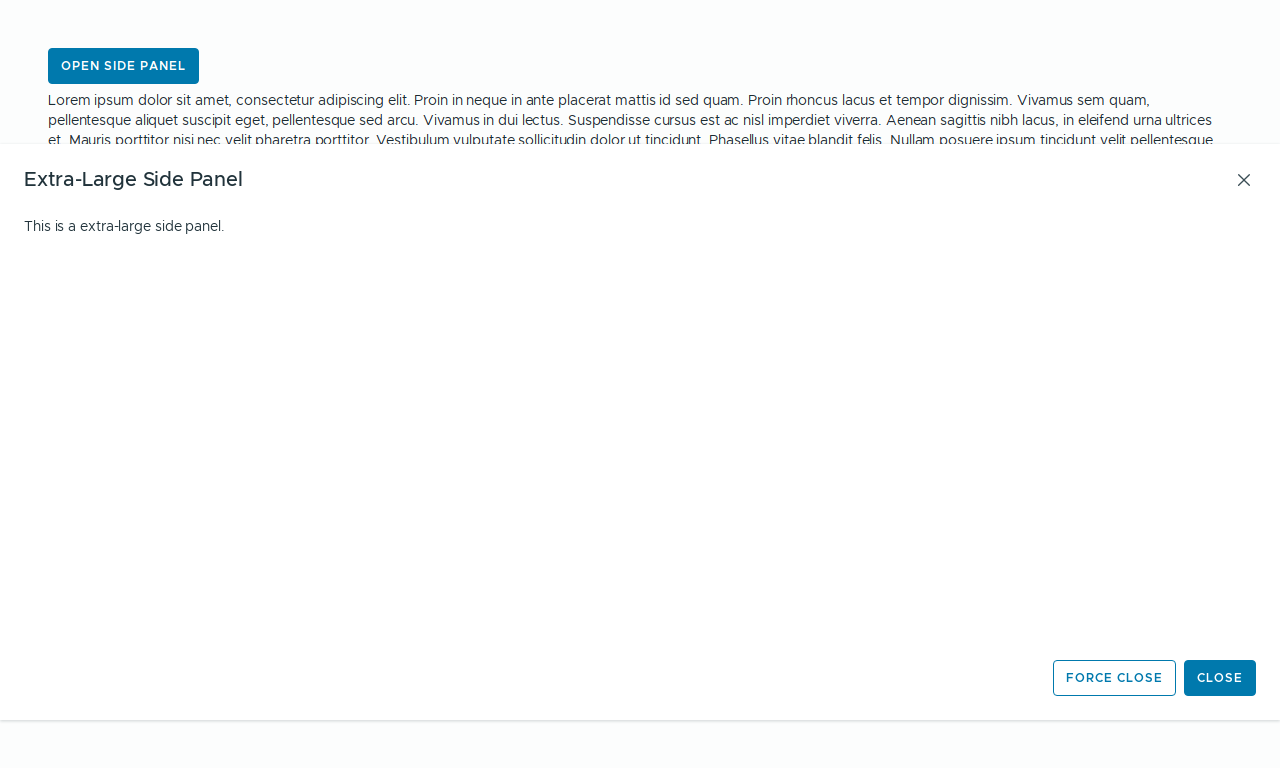 OPEN SIDE PANEL
Lorem ipsum dolor sit amet, consectetur adipiscing elit. Proin in neque in ante placerat mattis id sed quam. Proin rhoncus lacus et tempor dignissim. Vivamus sem quam,
pellentesque aliquet suscipit eget, pellentesque sed arcu. Vivamus in dui lectus. Suspendisse cursus est ac nisl imperdiet viverra. Aenean sagittis nibh lacus, in eleifend urna ultrices
et. Mauris porttitor nisi nec velit pharetra porttitor. Vestibulum vulputate sollicitudin dolor ut tincidunt. Phasellus vitae blandit felis. Nullam posuere ipsum tincidunt velit pellentesque
Extra-Large Side Panel
This is a extra-large side panel.
FORCE CLOSE
CLOSE